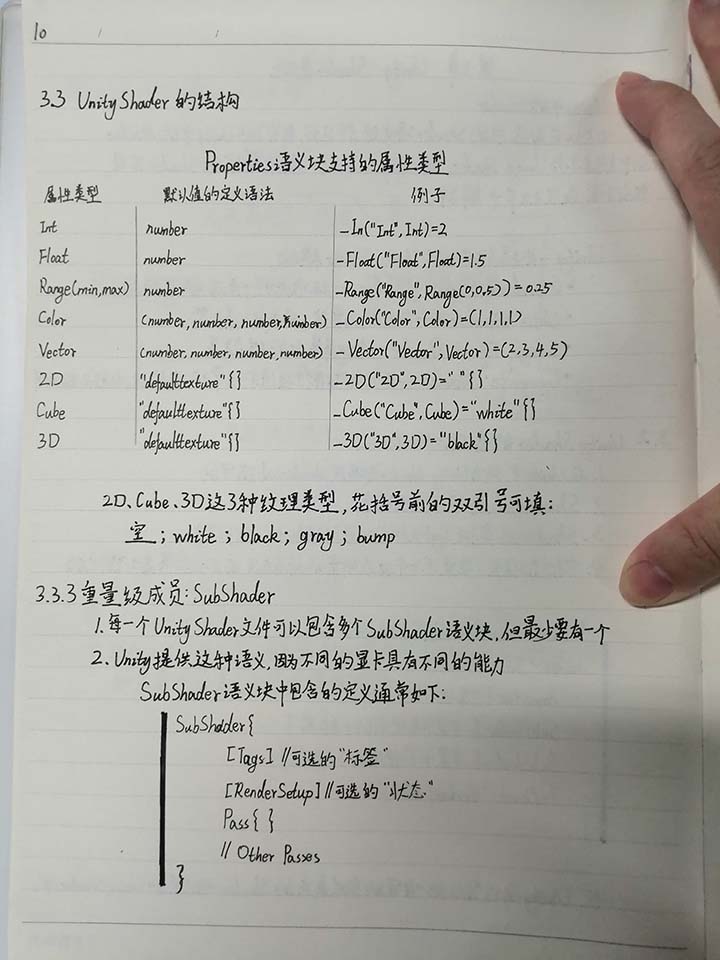 10
3.3 UnityShader的结构
Properties语义块支持的属性类型
属性类型 默认值的定义语法 例子
Int number _In("Int",Int)=2
Float number _Float("Float",Float)=1.5
Range(min,max) number _Range("Range",Range(0,0,5))=0.25
Color (number,number,number,number) _Color("Color",Color)=(1,1,1,1)
Vector (number,number,number,number) _Vector("Vector",Vector)=(2,3,4,5)
2D "defaulttexture"{} _2D("2D",2D)=" "{}
Cube "defaulttexture"{} _Cube("Cube",Cube)="white"{}
3D "defaulttexture"{} _3D("3D",3D)="black"{}
2D、Cube、3D这3种纹理类型,花括号前的双引号可填:
空;white;black;gray;bump
3.3.3重量级成员:SubShader
1.每一个UnityShader文件可以包含多个SubShader语义块,但最少要有一个
2.Unity提供这种语义,因为不同的显卡具有不同的能力
SubShader语义块中包含的定义通常如下:
SubShader{
[Tags] //可选的"标签"
[RenderSetup] //可选的"状态"
Pass{ }
// Other Passes
}